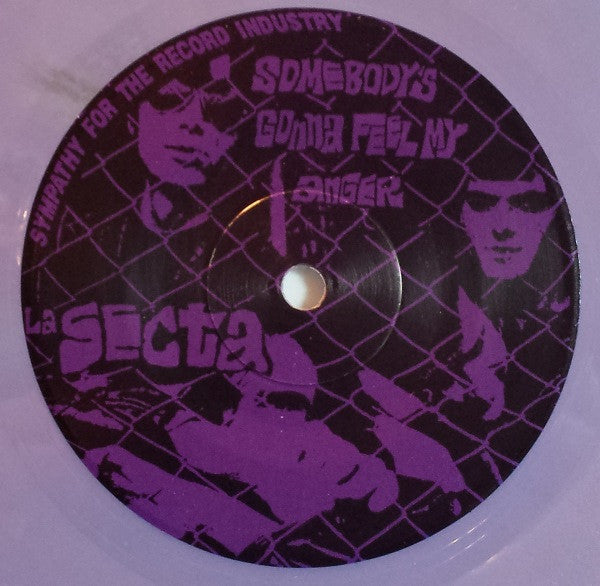 SYMPATHY FOR THE RECORD INDUSTRY
SOMEBODY'S
GONNA FEEL MY
ANGER
La SECTA